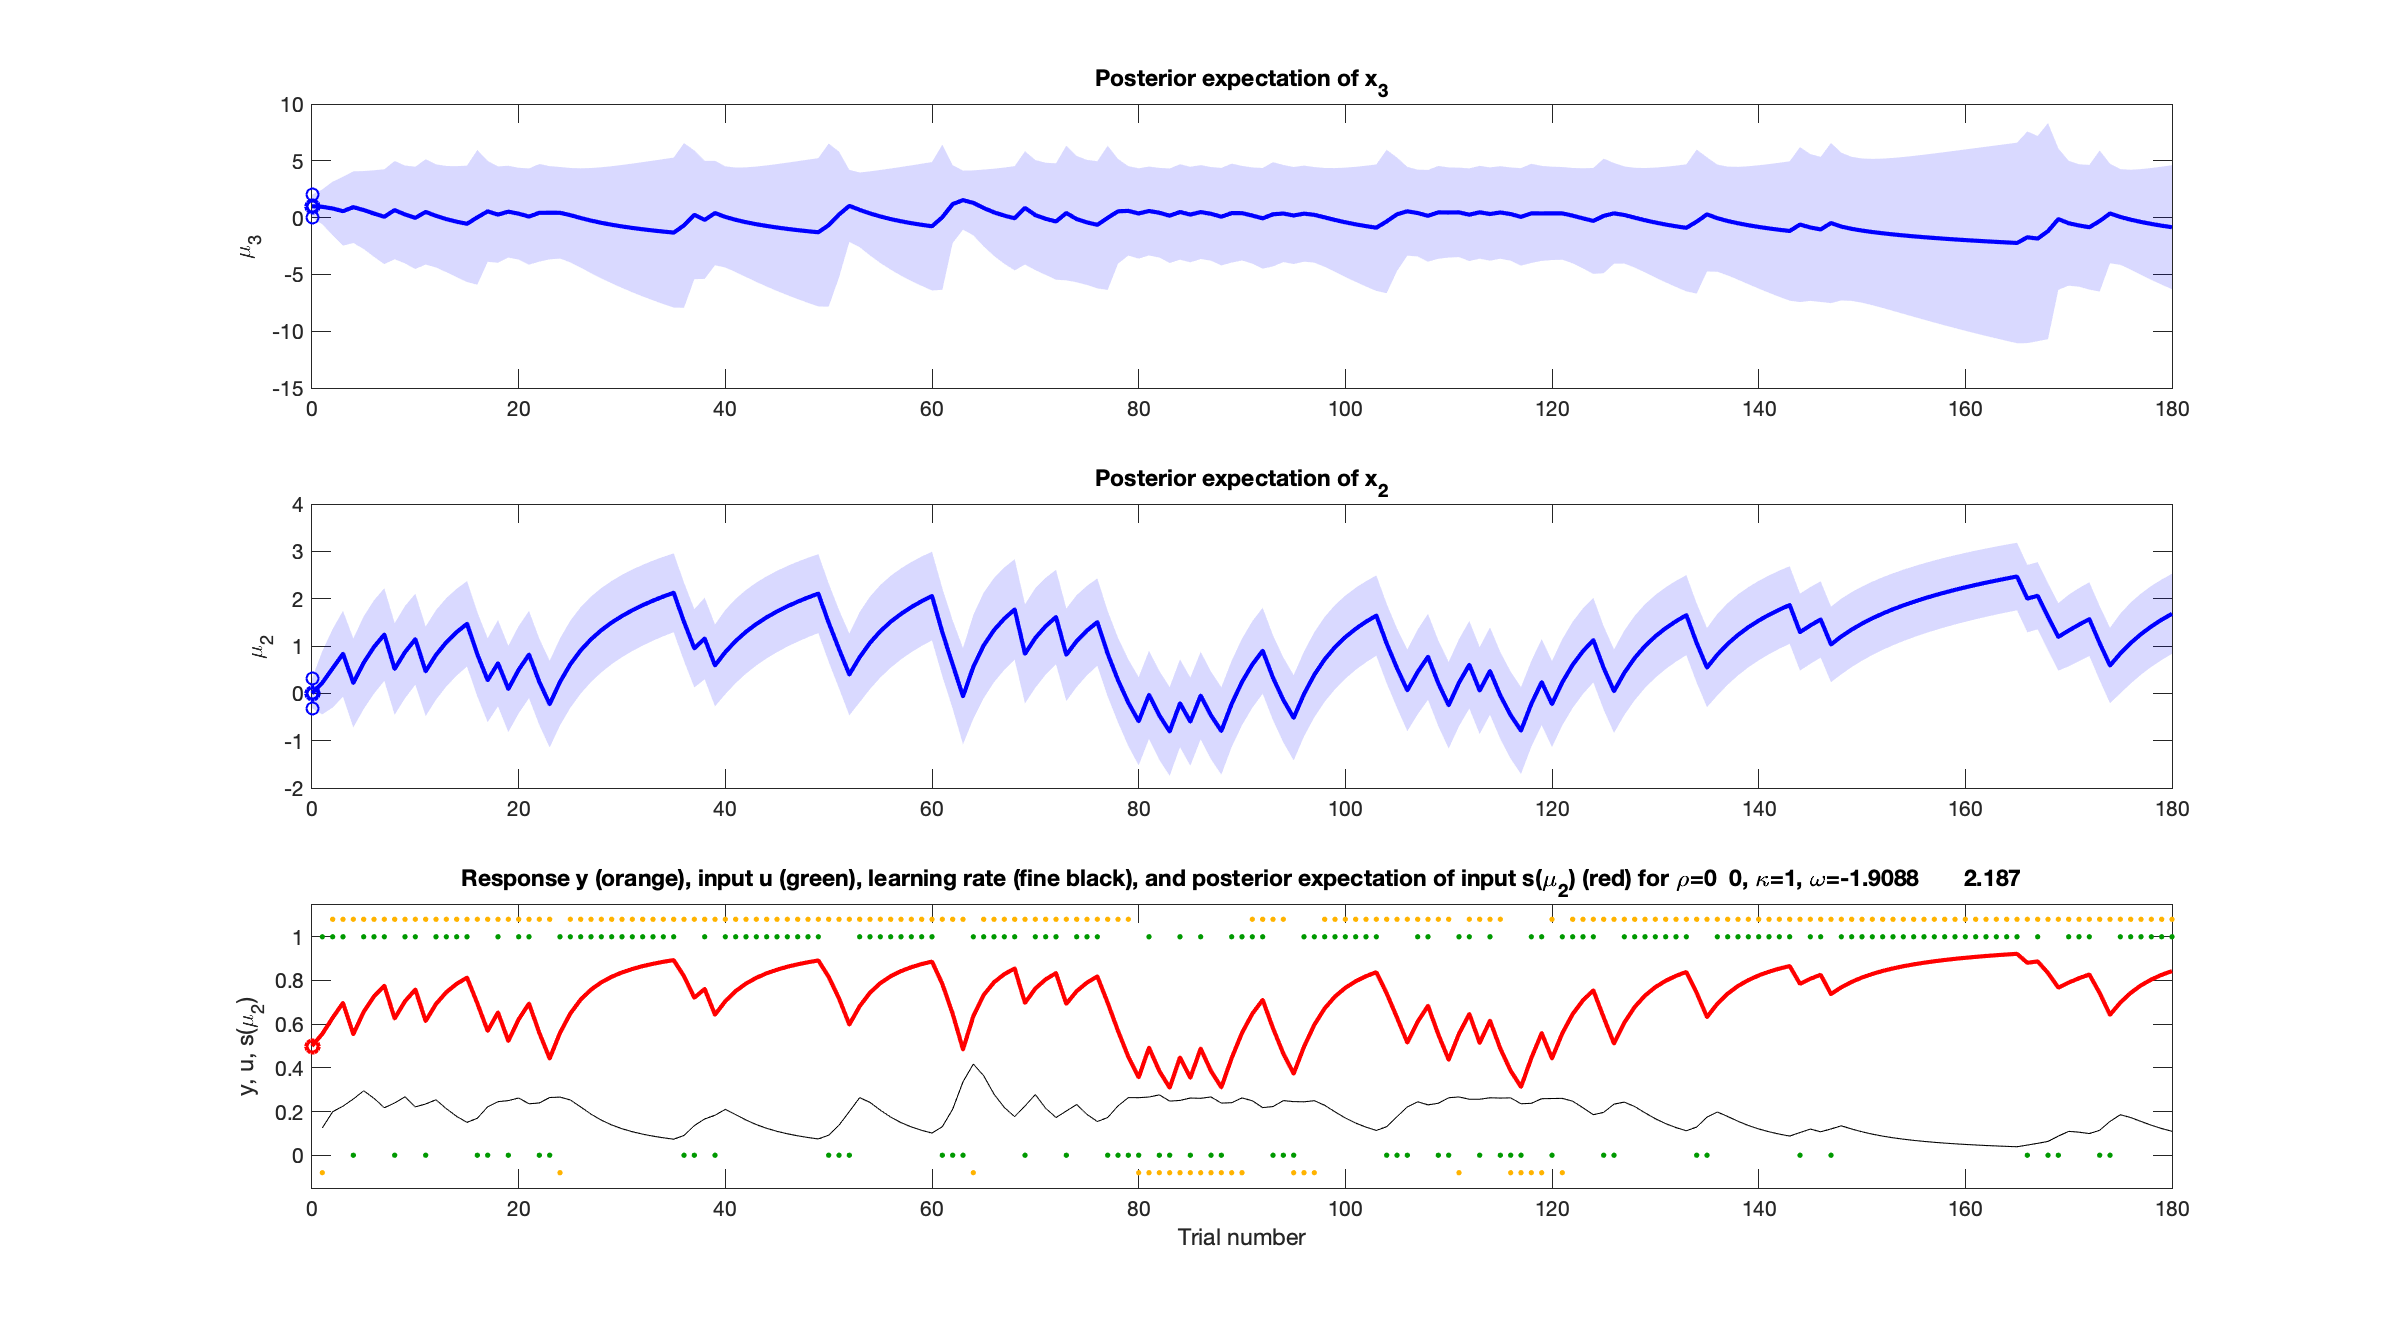 Posterior expectation of x3
10
5
0
-5
-10
-15
μ3
0 20 40 60 80 100 120 140 160 180
Posterior expectation of x2
4
3
2
1
0
-1
-2
μ2
0 20 40 60 80 100 120 140 160 180
Response y (orange), input u (green), learning rate (fine black), and posterior expectation of input s(μ2) (red) for ρ=0 0, κ=1, ω=-1.9088 2.187
1
0.8
0.6
0.4
0.2
0
y, u, s(μ2)
0 20 40 60 80 100 120 140 160 180
Trial number